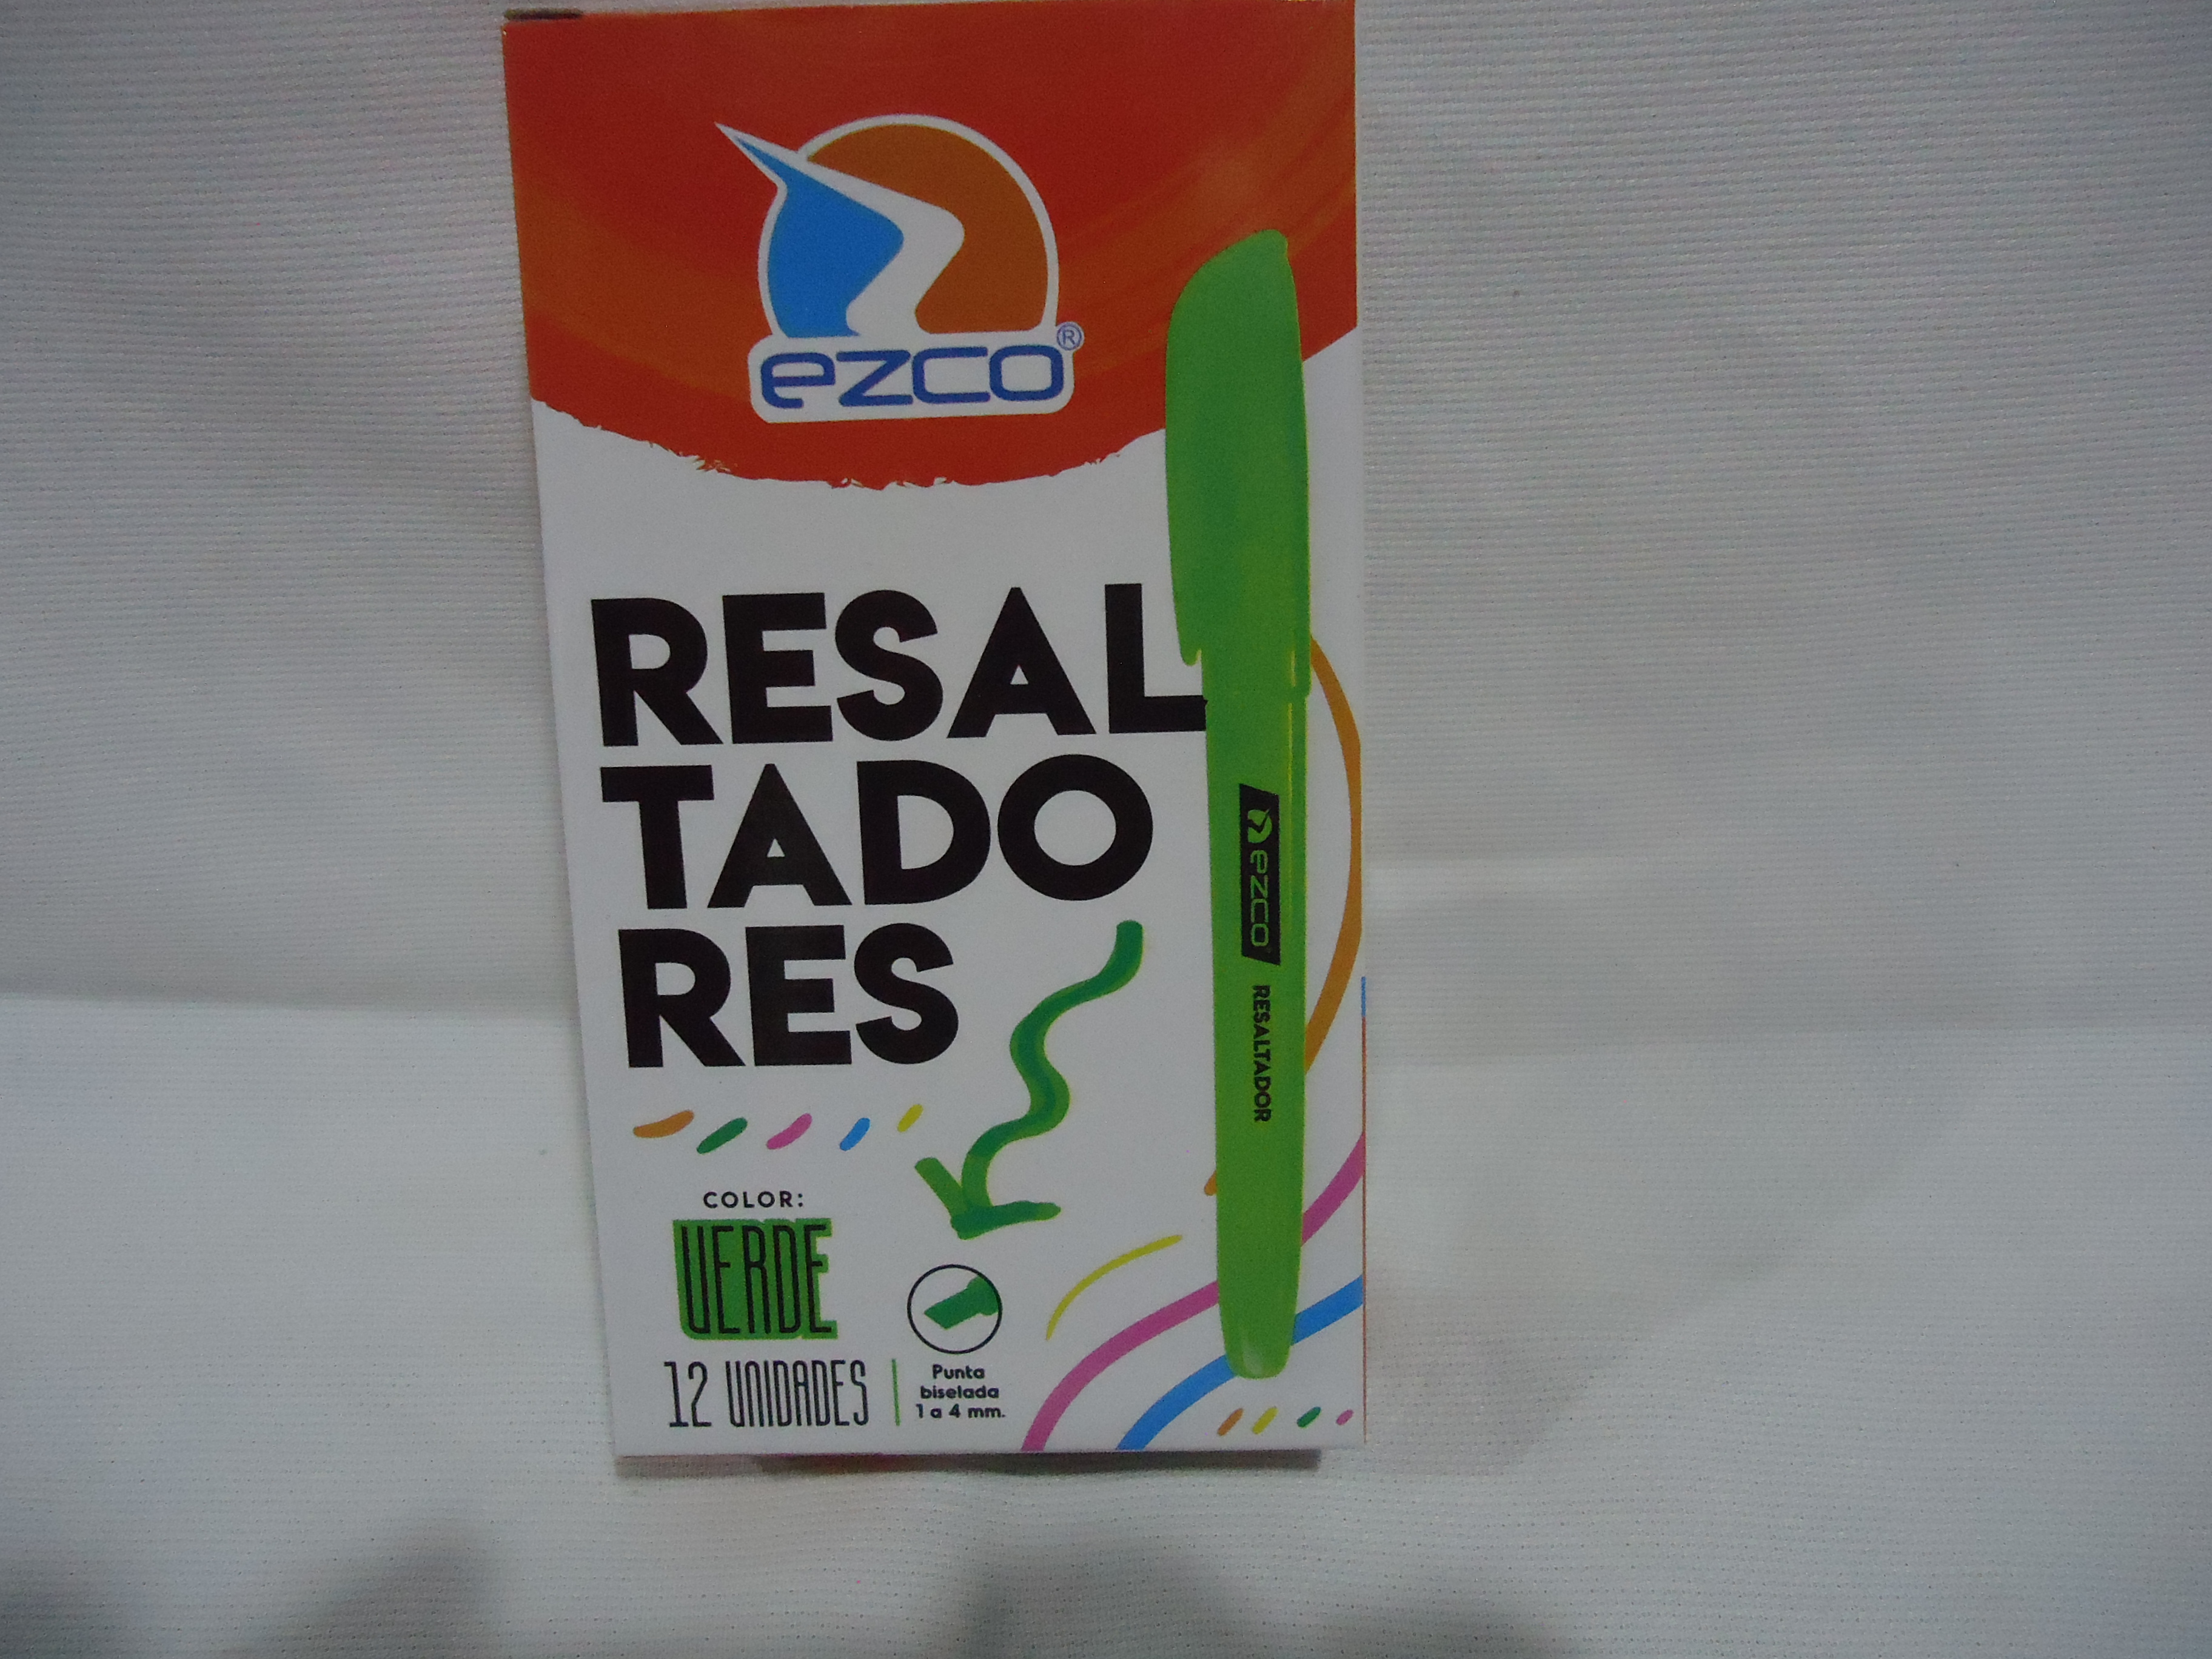 ezco®
RESAL
TADO
RES
ezco
RESALTADOR
COLOR:
VERDE
12 UNIDADES
Punta
biselada
1 a 4 mm.